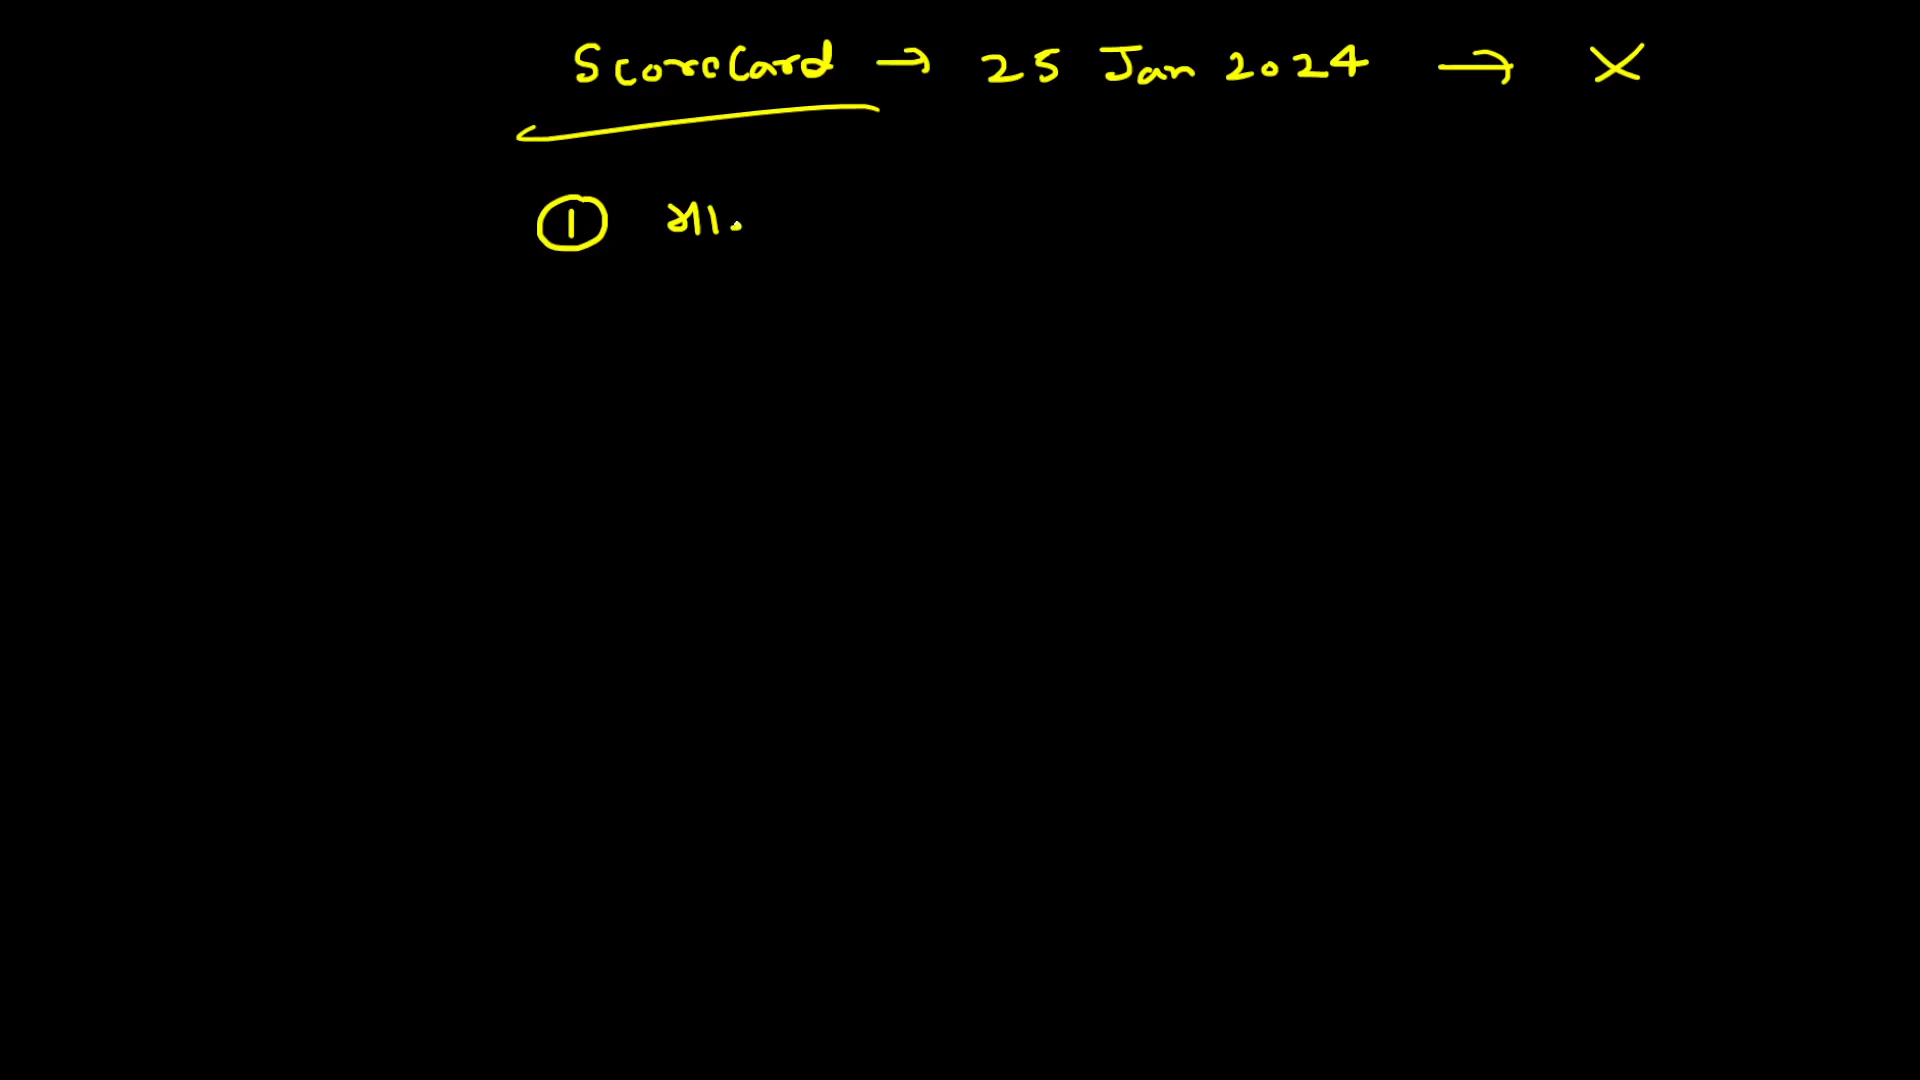 ScoreCard → 25 Jan 2024 → X
① મા.